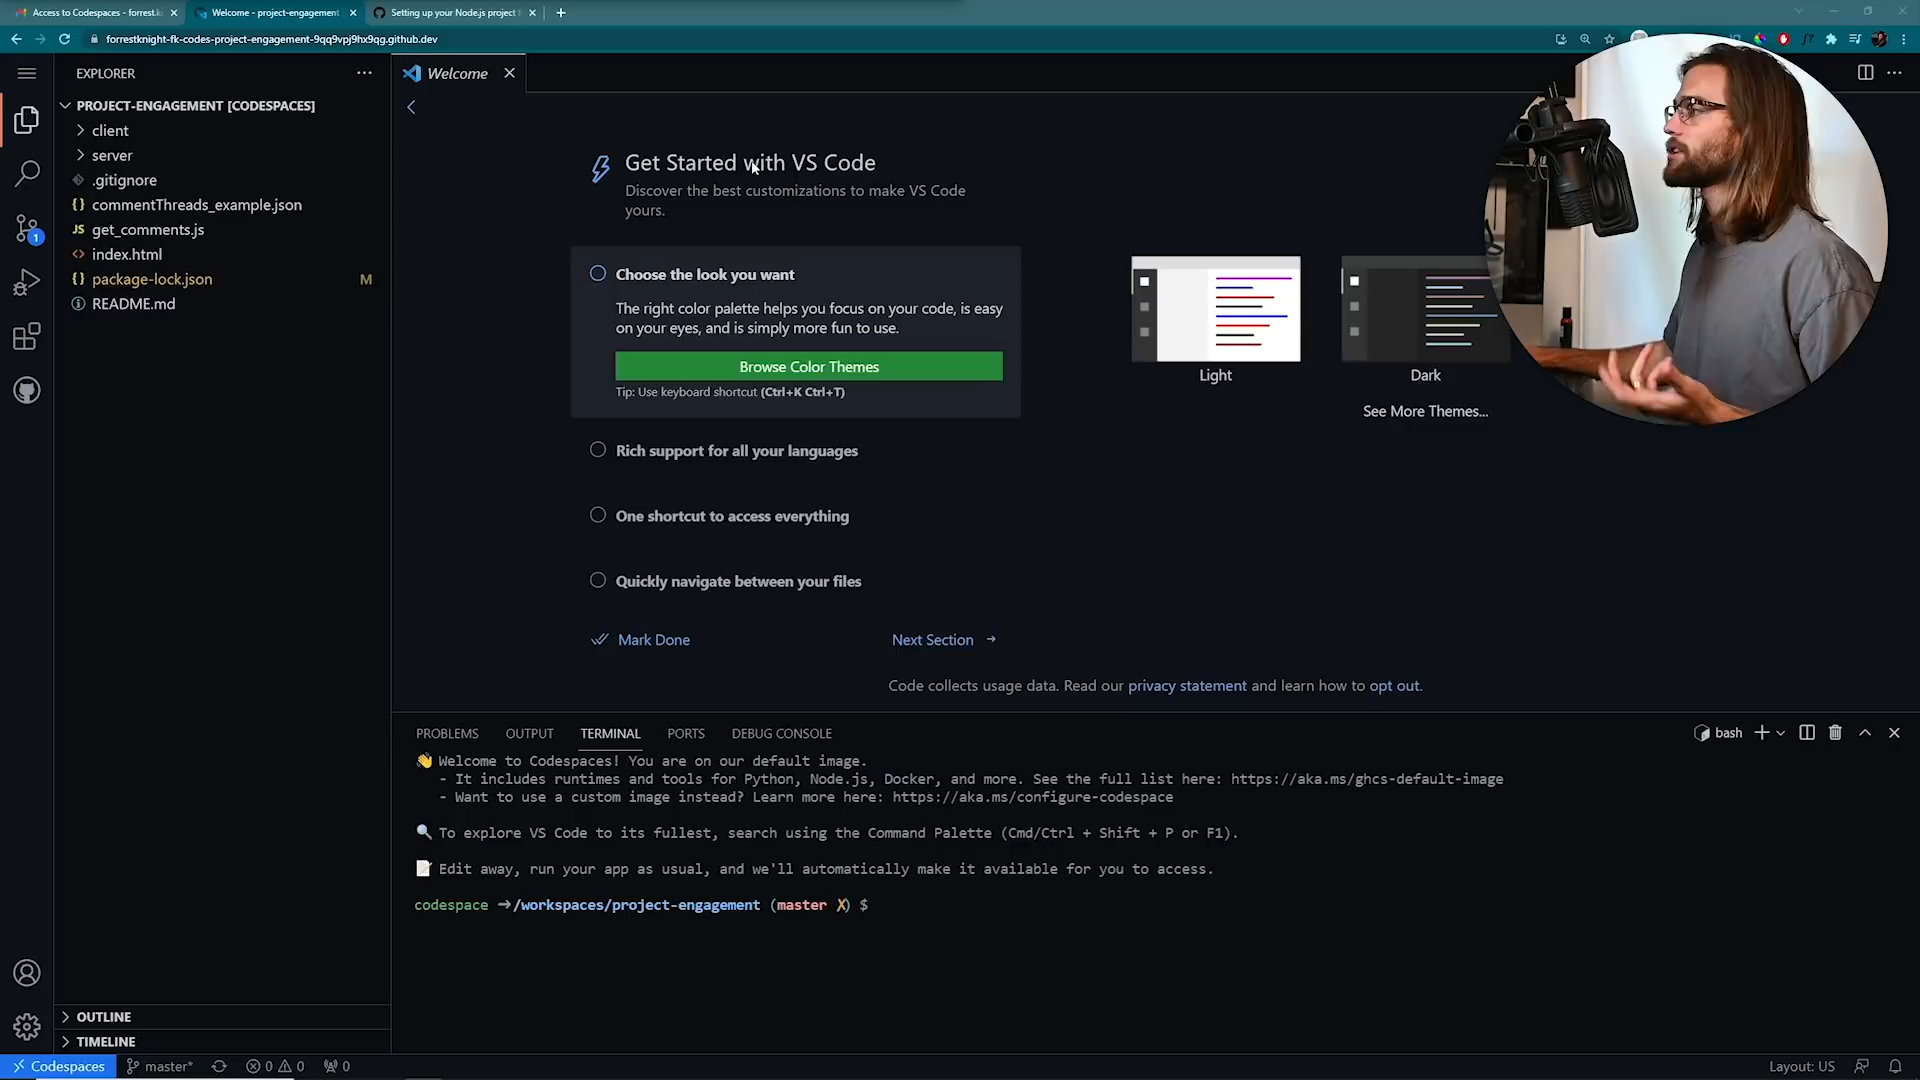 Access to Codespaces - forrest.k
Welcome - project-engagement
Setting up your Node.js project
forrestknight-fk-codes-project-engagement-9qq9vpj9hx9qg.github.dev
EXPLORER
Welcome
PROJECT-ENGAGEMENT [CODESPACES]
client
server
.gitignore
{} commentThreads_example.json
JS get_comments.js
<> index.html
{} package-lock.json M
README.md
1
Get Started with VS Code
Discover the best customizations to make VS Code
yours.
Choose the look you want
The right color palette helps you focus on your code, is easy
on your eyes, and is simply more fun to use.
Browse Color Themes
Tip: Use keyboard shortcut (Ctrl+K Ctrl+T)
Light
Dark
See More Themes...
Rich support for all your languages
One shortcut to access everything
Quickly navigate between your files
Mark Done
Next Section →
Code collects usage data. Read our privacy statement and learn how to opt out.
PROBLEMS OUTPUT TERMINAL PORTS DEBUG CONSOLE
bash
👋 Welcome to Codespaces! You are on our default image.
- It includes runtimes and tools for Python, Node.js, Docker, and more. See the full list here: https://aka.ms/ghcs-default-image
- Want to use a custom image instead? Learn more here: https://aka.ms/configure-codespace
🔍 To explore VS Code to its fullest, search using the Command Palette (Cmd/Ctrl + Shift + P or F1).
📝 Edit away, run your app as usual, and we'll automatically make it available for you to access.
codespace →/workspaces/project-engagement (master ✗) $
OUTLINE
TIMELINE
Codespaces
master*
0
0
0
Layout: US